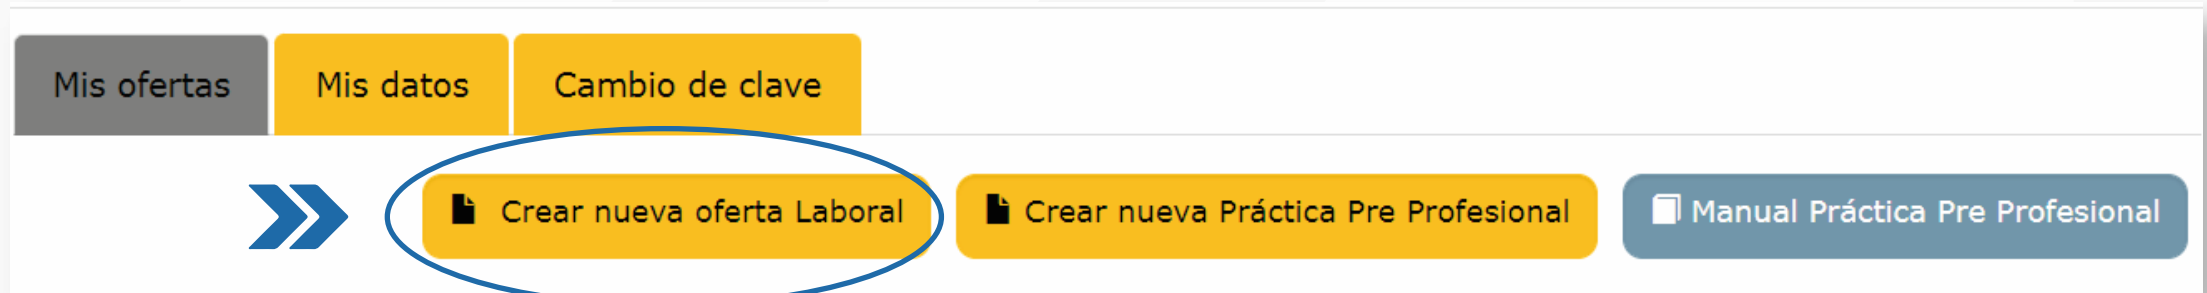 Mis ofertas Mis datos Cambio de clave
Crear nueva oferta Laboral Crear nueva Práctica Pre Profesional Manual Práctica Pre Profesional